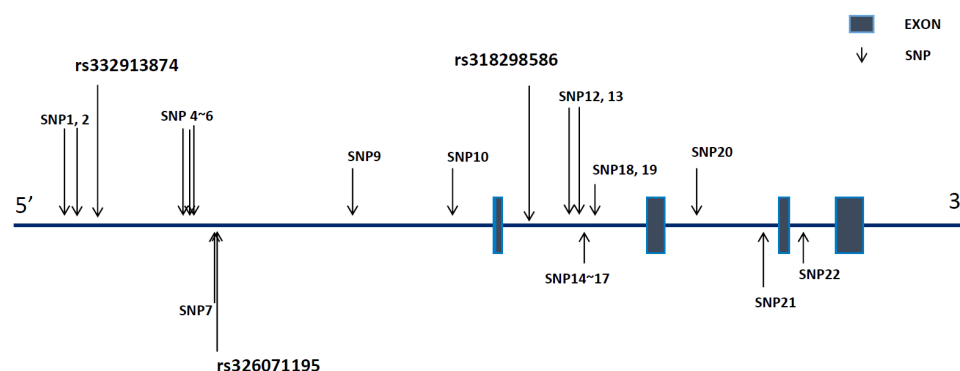 EXON
SNP
rs332913874
rs318298586
SNP1, 2
SNP 4~6
SNP12, 13
SNP9
SNP10
SNP18, 19
SNP20
5’
3
SNP7
SNP14~17
SNP21
SNP22
rs326071195